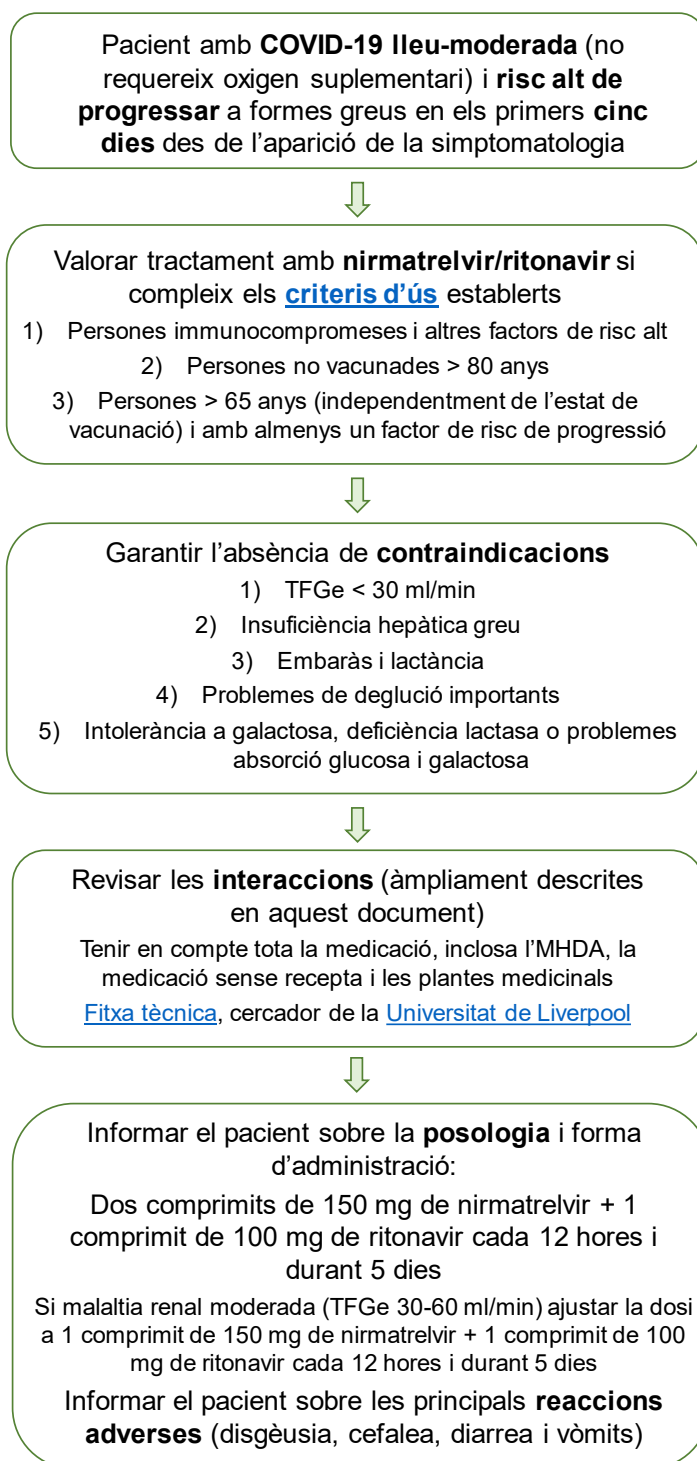 Pacient amb COVID-19 lleu-moderada (no
requereix oxigen suplementari) i risc alt de
progressar a formes greus en els primers cinc
dies des de l’aparició de la simptomatologia
Valorar tractament amb nirmatrelvir/ritonavir si
compleix els criteris d’ús establerts
1) Persones immunocompromeses i altres factors de risc alt
2) Persones no vacunades > 80 anys
3) Persones > 65 anys (independentment de l’estat de
vacunació) i amb almenys un factor de risc de progressió
Garantir l’absència de contraindicacions
1) TFGe < 30 ml/min
2) Insuficiència hepàtica greu
3) Embaràs i lactància
4) Problemes de deglució importants
5) Intolerància a galactosa, deficiència lactasa o problemes
absorció glucosa i galactosa
Revisar les interaccions (àmpliament descrites
en aquest document)
Tenir en compte tota la medicació, inclosa l’MHDA, la
medicació sense recepta i les plantes medicinals
Fitxa tècnica, cercador de la Universitat de Liverpool
Informar el pacient sobre la posologia i forma
d’administració:
Dos comprimits de 150 mg de nirmatrelvir + 1
comprimit de 100 mg de ritonavir cada 12 hores i
durant 5 dies
Si malaltia renal moderada (TFGe 30-60 ml/min) ajustar la dosi
a 1 comprimit de 150 mg de nirmatrelvir + 1 comprimit de 100
mg de ritonavir cada 12 hores i durant 5 dies
Informar el pacient sobre les principals reaccions
adverses (disgèusia, cefalea, diarrea i vòmits)